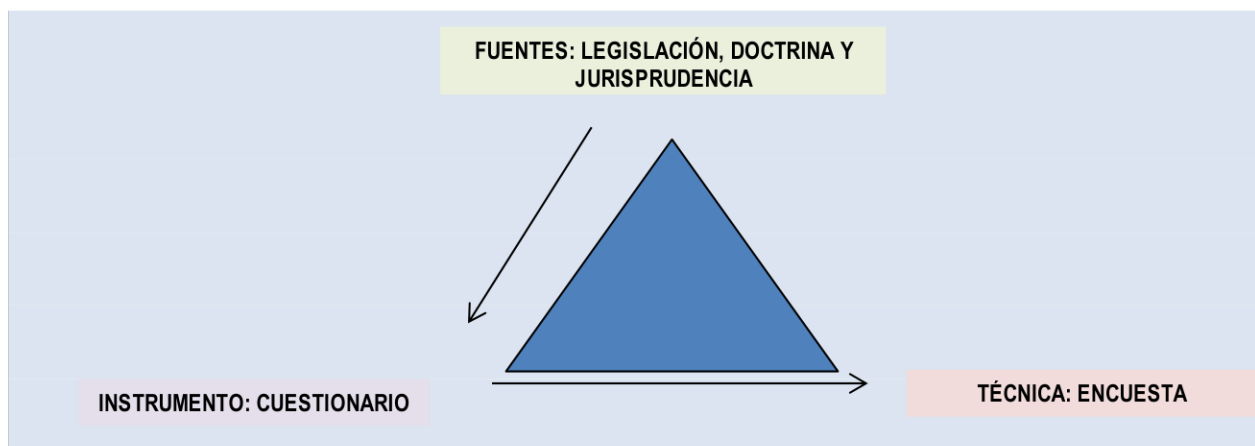 FUENTES: LEGISLACIÓN, DOCTRINA Y
JURISPRUDENCIA
INSTRUMENTO: CUESTIONARIO
TÉCNICA: ENCUESTA